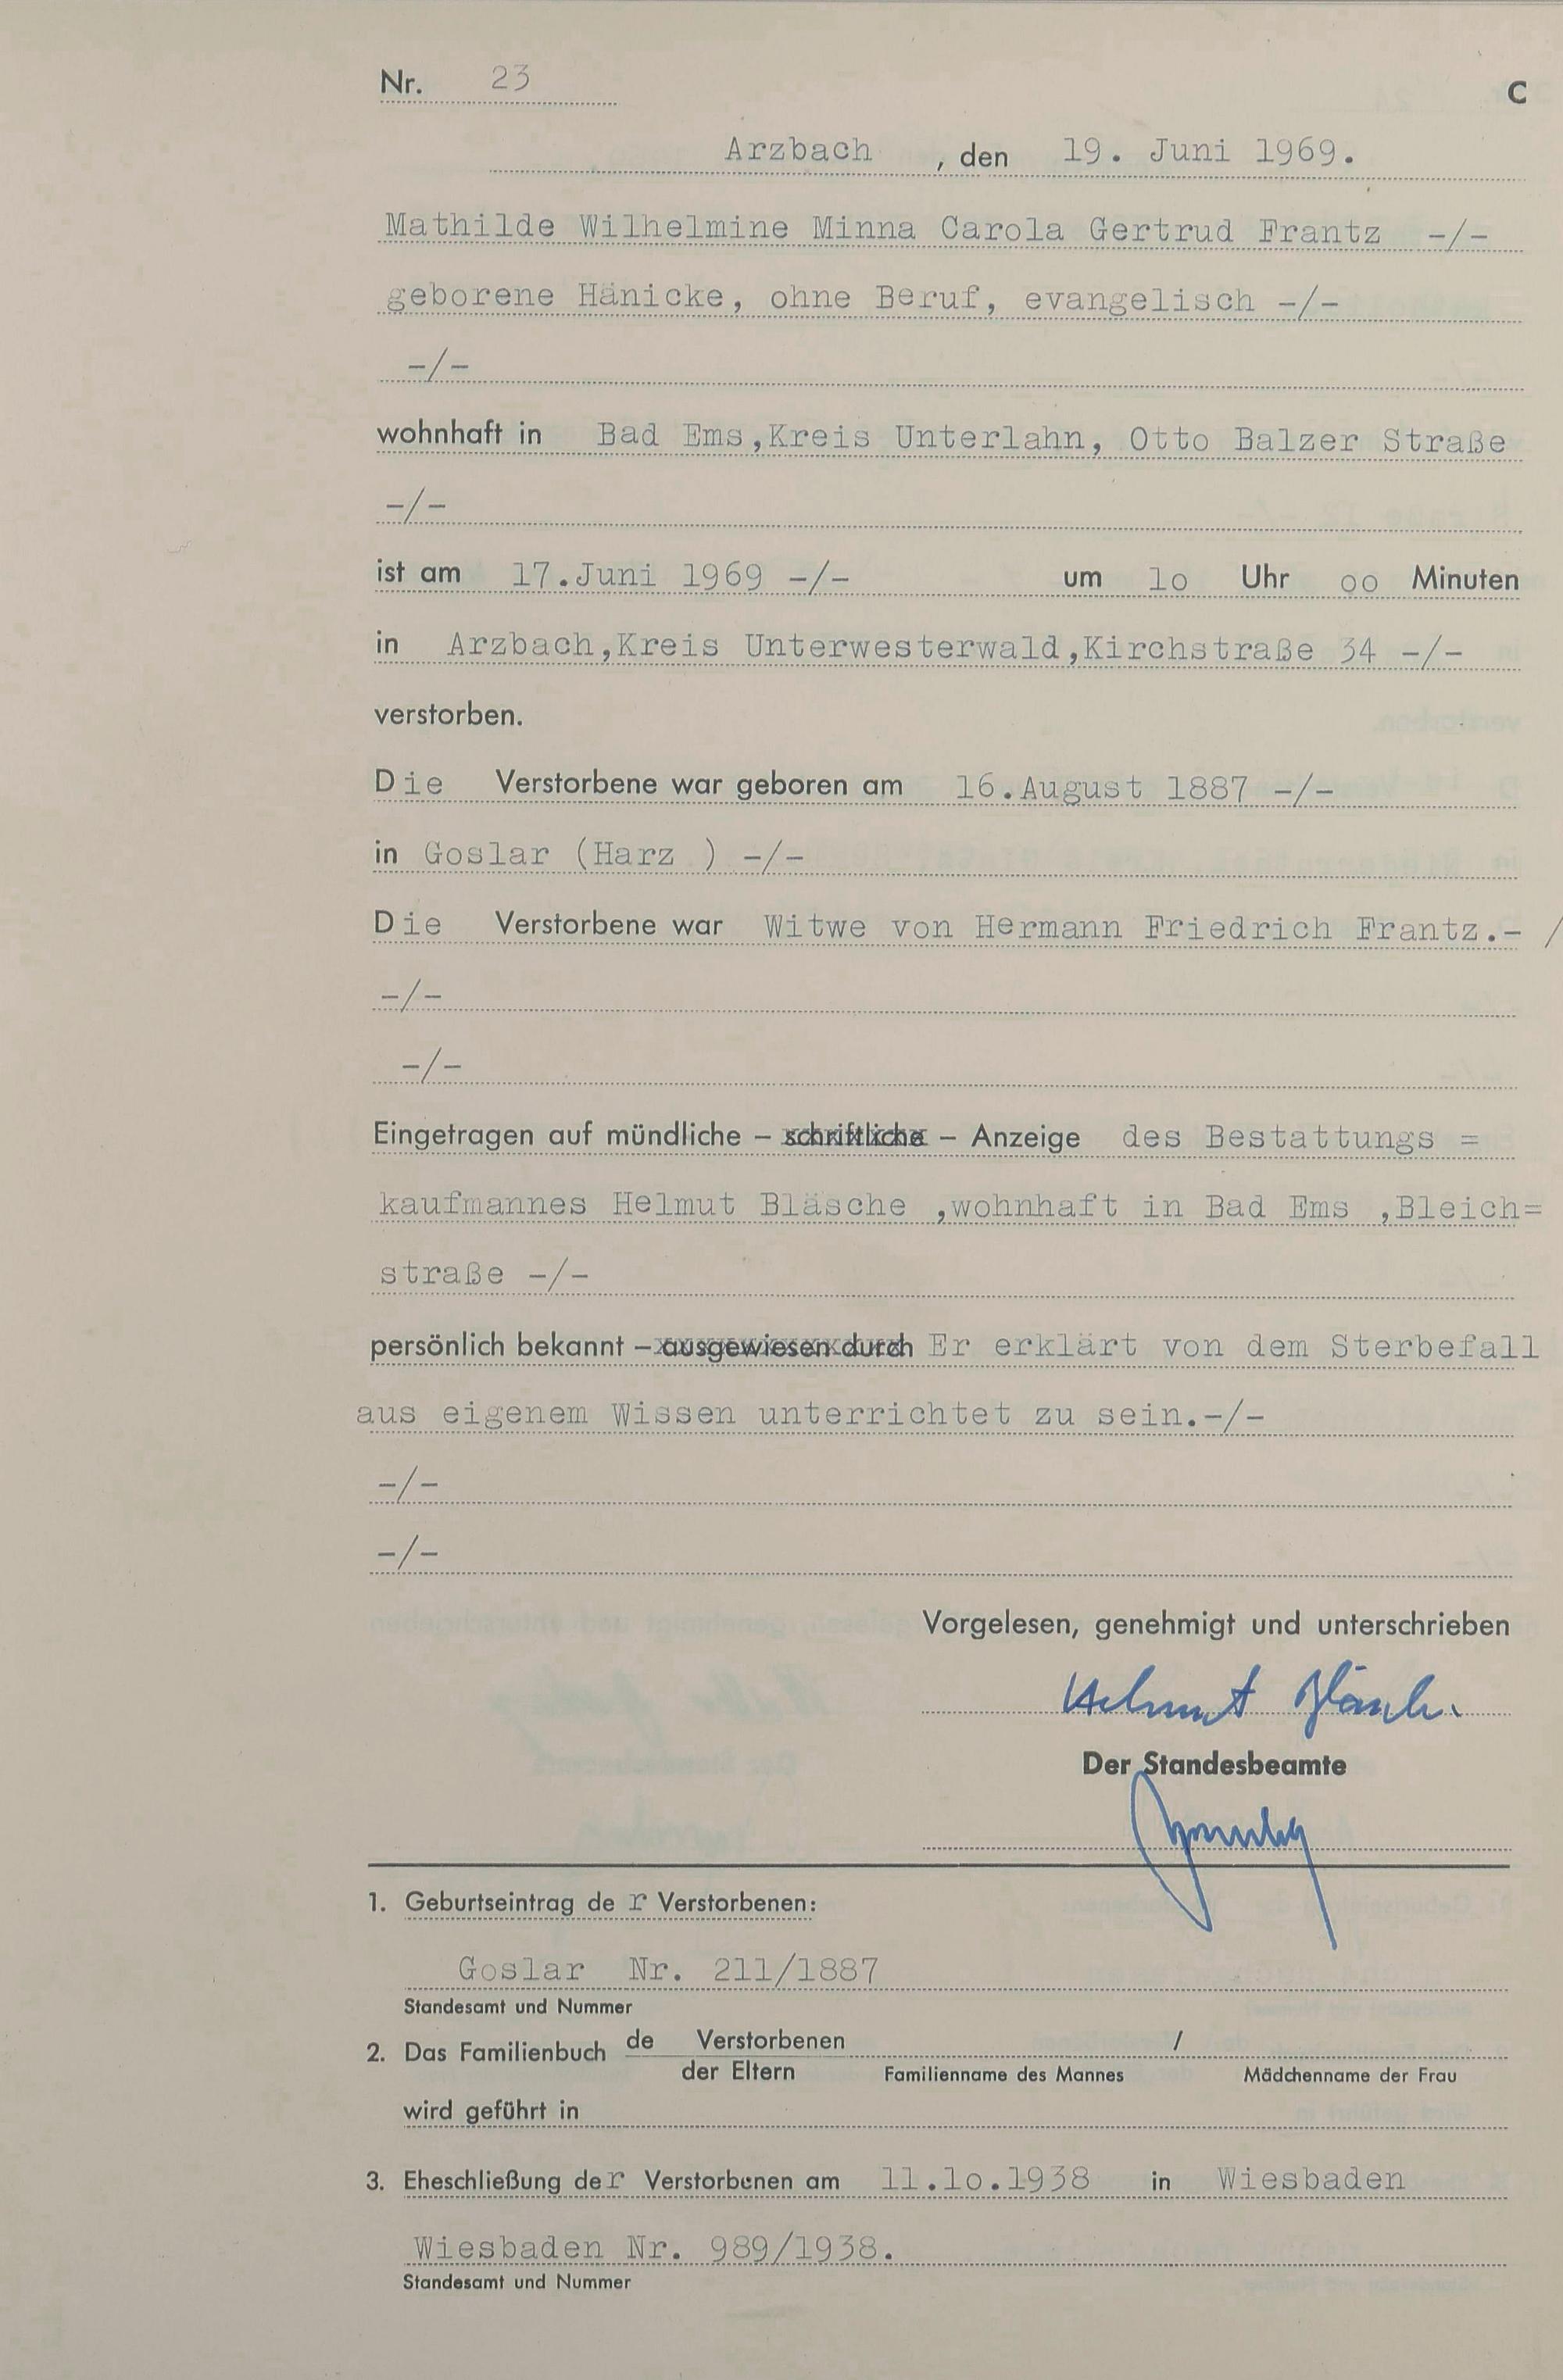 Nr. 23
C
Arzbach , den 19. Juni 1969.
Mathilde Wilhelmine Minna Carola Gertrud Frantz -/-
geborene Hänicke, ohne Beruf, evangelisch -/-
-/-
wohnhaft in Bad Ems,Kreis Unterlahn, Otto Balzer Straße
-/-
ist am 17.Juni 1969 -/- um lo Uhr oo Minuten
in Arzbach,Kreis Unterwesterwald,Kirchstraße 34 -/-
verstorben.
Die Verstorbene war geboren am 16.August 1887 -/-
in Goslar (Harz ) -/-
Die Verstorbene war Witwe von Hermann Friedrich Frantz.- /
-/-
-/-
Eingetragen auf mündliche – schriftliche – Anzeige des Bestattungs =
kaufmannes Helmut Bläsche ,wohnhaft in Bad Ems ,Bleich=
straße -/-
persönlich bekannt – ausgewiesen durch Er erklärt von dem Sterbefall
aus eigenem Wissen unterrichtet zu sein.-/-
-/-
-/-
Vorgelesen, genehmigt und unterschrieben
Helmut Bläsche
Der Standesbeamte
1. Geburtseintrag de r Verstorbenen:
Goslar Nr. 211/1887
Standesamt und Nummer
2. Das Familienbuch de Verstorbenen /
der Eltern Familienname des Mannes Mädchenname der Frau
wird geführt in
3. Eheschließung der Verstorbenen am 11.lo.1938 in Wiesbaden
Wiesbaden Nr. 989/1938.
Standesamt und Nummer